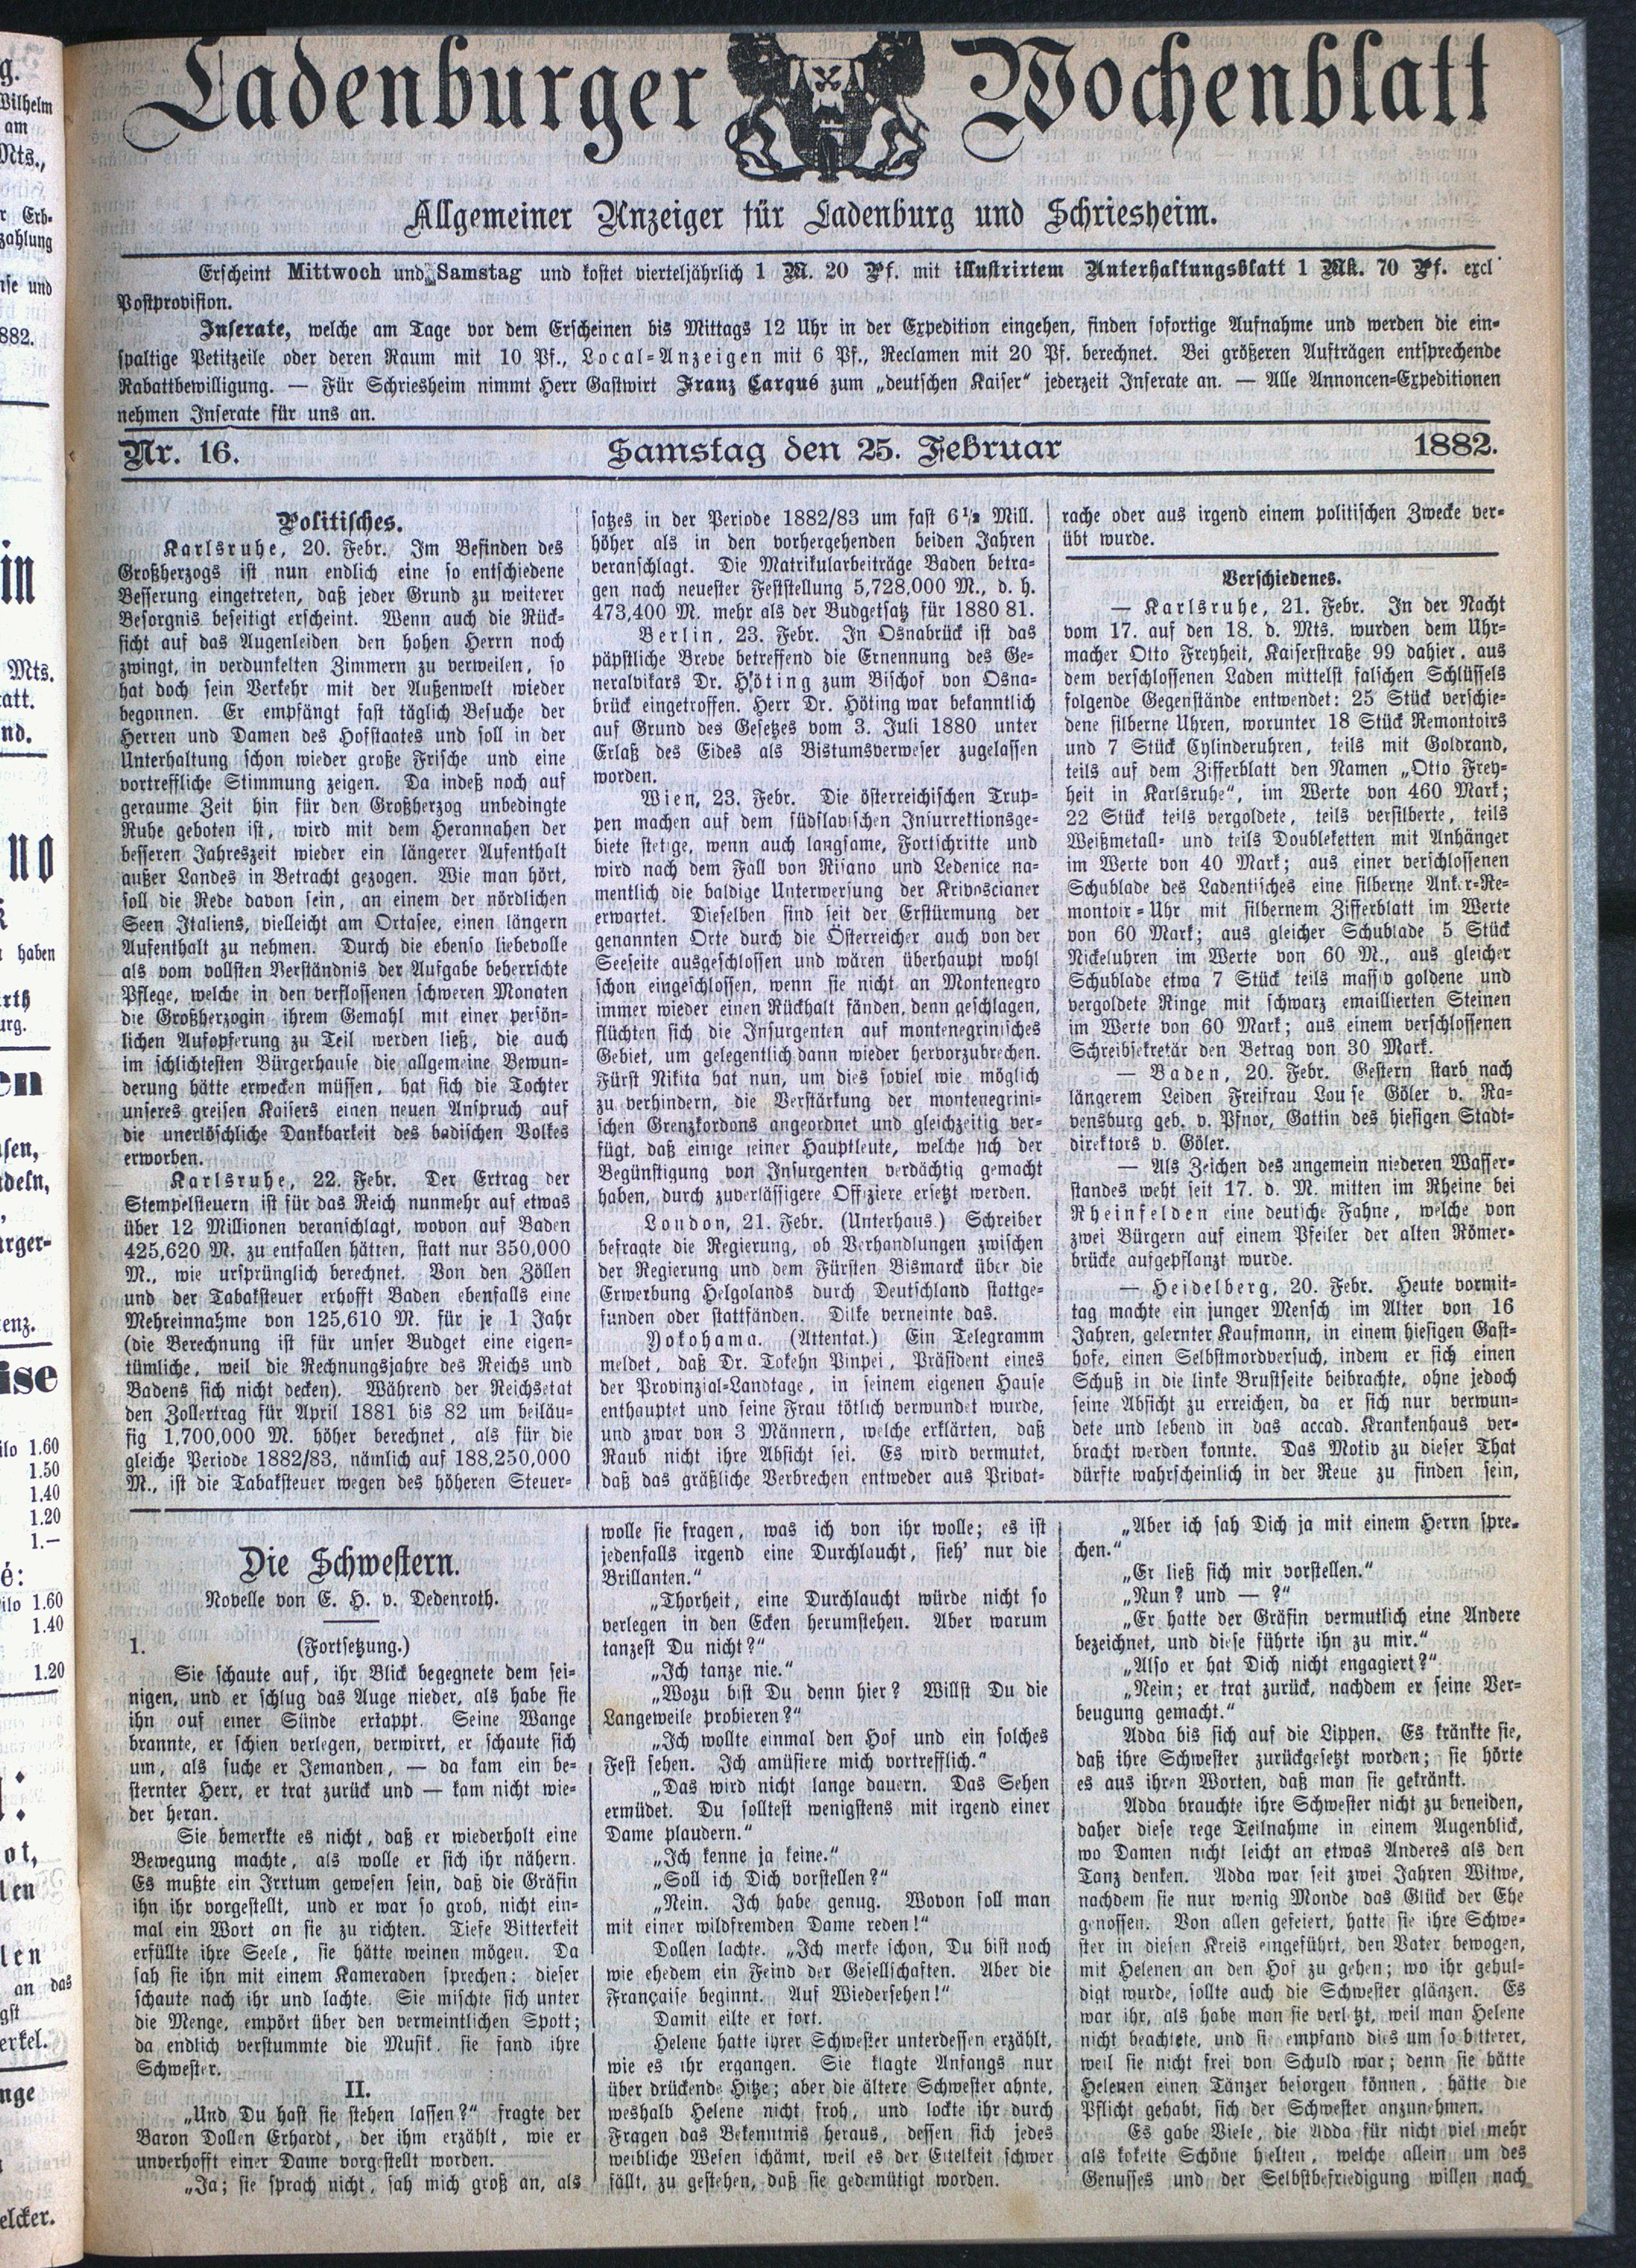 Ladenburger Wochenblatt
Allgemeiner Anzeiger für Ladenburg und Schriesheim.
Erscheint Mittwoch und Samstag und kostet vierteljährlich 1 M. 20 Pf. mit illustrirtem Unterhaltungsblatt 1 Mk. 70 Pf. excl
Postprovision.
Inserate, welche am Tage vor dem Erscheinen bis Mittags 12 Uhr in der Expedition eingehen, finden sofortige Aufnahme und werden die ein-
spaltige Petitzeile oder deren Raum mit 10 Pf., Local-Anzeigen mit 6 Pf., Reclamen mit 20 Pf. berechnet. Bei größeren Aufträgen entsprechende
Rabattbewilligung. — Für Schriesheim nimmt Herr Gastwirt Franz Carqué zum „deutschen Kaiser“ jederzeit Inserate an. — Alle Annoncen-Expeditionen
nehmen Inserate für uns an.
Nr. 16. Samstag den 25. Februar 1882.
Politisches.
Karlsruhe, 20. Febr. Im Befinden des
Großherzogs ist nun endlich eine so entschiedene
Besserung eingetreten, daß jeder Grund zu weiterer
Besorgnis beseitigt erscheint. Wenn auch die Rück-
sicht auf das Augenleiden den hohen Herrn noch
zwingt, in verdunkelten Zimmern zu verweilen, so
hat doch sein Verkehr mit der Außenwelt wieder
begonnen. Er empfängt fast täglich Besuche der
Herren und Damen des Hofstaates und soll in der
Unterhaltung schon wieder große Frische und eine
vortreffliche Stimmung zeigen. Da indeß noch auf
geraume Zeit hin für den Großherzog unbedingte
Ruhe geboten ist, wird mit dem Herannahen der
besseren Jahreszeit wieder ein längerer Aufenthalt
außer Landes in Betracht gezogen. Wie man hört,
soll die Rede davon sein, an einem der nördlichen
Seen Italiens, vielleicht am Ortasee, einen längern
Aufenthalt zu nehmen. Durch die ebenso liebevolle
als vom vollsten Verständnis der Aufgabe beherrschte
Pflege, welche in den verflossenen schweren Monaten
die Großherzogin ihrem Gemahl mit einer persön-
lichen Aufopferung zu Teil werden ließ, die auch
im schlichtesten Bürgerhause die allgemeine Bewun-
derung hätte erwecken müssen, hat sich die Tochter
unseres greisen Kaisers einen neuen Anspruch auf
die unerlöschliche Dankbarkeit des badischen Volkes
erworben.
Karlsruhe, 22. Febr. Der Ertrag der
Stempelsteuern ist für das Reich nunmehr auf etwas
über 12 Millionen veranschlagt, wovon auf Baden
425,620 M. zu entfallen hätten, statt nur 350,000
M., wie ursprünglich berechnet. Von den Zöllen
und der Tabaksteuer erhofft Baden ebenfalls eine
Mehreinnahme von 125,610 M. für je 1 Jahr
(die Berechnung ist für unser Budget eine eigen-
tümliche, weil die Rechnungsjahre des Reichs und
Badens sich nicht decken). Während der Reichsetat
den Zollertrag für April 1881 bis 82 um beiläu-
fig 1,700,000 M. höher berechnet, als für die
gleiche Periode 1882/83, nämlich auf 188,250,000
M., ist die Tabaksteuer wegen des höheren Steuer-
satzes in der Periode 1882/83 um fast 6 1/2 Mill.
höher als in den vorhergehenden beiden Jahren
veranschlagt. Die Matrikularbeiträge Baden betra-
gen nach neuester Feststellung 5,728,000 M., d. h.
473,400 M. mehr als der Budgetsatz für 1880 81.
Berlin, 23. Febr. In Osnabrück ist das
päpstliche Breve betreffend die Ernennung des Ge-
neralvikars Dr. Höting zum Bischof von Osna-
brück eingetroffen. Herr Dr. Höting war bekanntlich
auf Grund des Gesetzes vom 3. Juli 1880 unter
Erlaß des Eides als Bistumsverweser zugelassen
worden.
Wien, 23. Febr. Die österreichischen Trup-
pen machen auf dem südslavischen Insurrektionsge-
biete stetige, wenn auch langsame, Fortschritte und
wird nach dem Fall von Risano und Ledenice na-
mentlich die baldige Unterwerfung der Krivoscianer
erwartet. Dieselben sind seit der Erstürmung der
genannten Orte durch die Österreicher auch von der
Seeseite ausgeschlossen und wären überhaupt wohl
schon eingeschlossen, wenn sie nicht an Montenegro
immer wieder einen Rückhalt fänden, denn geschlagen,
flüchten sich die Insurgenten auf montenegrinisches
Gebiet, um gelegentlich dann wieder hervorzubrechen.
Fürst Nikita hat nun, um dies soviel wie möglich
zu verhindern, die Verstärkung der montenegrini-
schen Grenzkordons angeordnet und gleichzeitig ver-
fügt, daß einige seiner Hauptleute, welche sich der
Begünstigung von Insurgenten verdächtig gemacht
haben, durch zuverlässigere Offiziere ersetzt werden.
London, 21. Febr. (Unterhaus.) Schreiber
befragte die Regierung, ob Verhandlungen zwischen
der Regierung und dem Fürsten Bismarck über die
Erwerbung Helgolands durch Deutschland stattge-
funden oder stattfänden. Dilke verneinte das.
Yokohama. (Attentat.) Ein Telegramm
meldet, daß Dr. Tokehn Pinpei, Präsident eines
der Provinzial-Landtage, in seinem eigenen Hause
enthauptet und seine Frau tötlich verwundet wurde,
und zwar von 3 Männern, welche erklärten, daß
Raub nicht ihre Absicht sei. Es wird vermutet,
daß das gräßliche Verbrechen entweder aus Privat-
rache oder aus irgend einem politischen Zwecke ver-
übt wurde.
Verschiedenes.
— Karlsruhe, 21. Febr. In der Nacht
vom 17. auf den 18. d. Mts. wurden dem Uhr-
macher Otto Freyheit, Kaiserstraße 99 dahier, aus
dem verschlossenen Laden mittelst falschen Schlüssels
folgende Gegenstände entwendet: 25 Stück verschie-
dene silberne Uhren, worunter 18 Stück Remontoirs
und 7 Stück Cylinderuhren, teils mit Goldrand,
teils auf dem Zifferblatt den Namen „Otto Frey-
heit in Karlsruhe“, im Werte von 460 Mark;
22 Stück teils vergoldete, teils versilberte, teils
Weißmetall- und teils Doubleketten mit Anhänger
im Werte von 40 Mark; aus einer verschlossenen
Schublade des Ladentisches eine silberne Anker-Re-
montoir-Uhr mit silbernem Zifferblatt im Werte
von 60 Mark; aus gleicher Schublade 5 Stück
Nickeluhren im Werte von 60 M., aus gleicher
Schublade etwa 7 Stück teils massiv goldene und
vergoldete Ringe mit schwarz emaillierten Steinen
im Werte von 60 Mark; aus einem verschlossenen
Schreibsekretär den Betrag von 30 Mark.
— Baden, 20. Febr. Gestern starb nach
längerem Leiden Freifrau Louise Göler v. Ra-
vensburg geb. v. Pfnor, Gattin des hiesigen Stadt-
direktors v. Göler.
— Als Zeichen des ungemein niederen Wasser-
standes weht seit 17. d. M. mitten im Rheine bei
Rheinfelden eine deutsche Fahne, welche von
zwei Bürgern auf einem Pfeiler der alten Römer-
brücke aufgepflanzt wurde.
— Heidelberg, 20. Febr. Heute vormit-
tag machte ein junger Mensch im Alter von 16
Jahren, gelernter Kaufmann, in einem hiesigen Gast-
hofe, einen Selbstmordversuch, indem er sich einen
Schuß in die linke Brustseite beibrachte, ohne jedoch
seine Absicht zu erreichen, da er sich nur verwun-
dete und lebend in das accad. Krankenhaus ver-
bracht werden konnte. Das Motiv zu dieser That
dürfte wahrscheinlich in der Reue zu finden sein,
Die Schwestern.
Novelle von E. H. v. Dedenroth.
1. (Fortsetzung.)
Sie schaute auf, ihr Blick begegnete dem sei-
nigen, und er schlug das Auge nieder, als habe sie
ihn auf einer Sünde ertappt. Seine Wange
brannte, er schien verlegen, verwirrt, er schaute sich
um, als suche er Jemanden, — da kam ein be-
sternter Herr, er trat zurück und — kam nicht wie-
der heran.
Sie bemerkte es nicht, daß er wiederholt eine
Bewegung machte, als wolle er sich ihr nähern.
Es mußte ein Irrtum gewesen sein, daß die Gräfin
ihn ihr vorgestellt, und er war so grob, nicht ein-
mal ein Wort an sie zu richten. Tiefe Bitterkeit
erfüllte ihre Seele, sie hätte weinen mögen. Da
sah sie ihn mit einem Kameraden sprechen; dieser
schaute nach ihr und lachte. Sie mischte sich unter
die Menge, empört über den vermeintlichen Spott;
da endlich verstummte die Musik, sie fand ihre
Schwester.
II.
„Und Du hast sie stehen lassen?“ fragte der
Baron Dollen Erhardt, der ihm erzählt, wie er
unverhofft einer Dame vorgestellt worden.
„Ja; sie sprach nicht, sah mich groß an, als
wolle sie fragen, was ich von ihr wolle; es ist
jedenfalls irgend eine Durchlaucht, sieh' nur die
Brillanten.“
„Thorheit, eine Durchlaucht würde nicht so
verlegen in den Ecken herumstehen. Aber warum
tanzest Du nicht?“
„Ich tanze nie.“
„Wozu bist Du denn hier? Willst Du die
Langeweile probieren?“
„Ich wollte einmal den Hof und ein solches
Fest sehen. Ich amüsiere mich vortrefflich.“
„Das wird nicht lange dauern. Das Sehen
ermüdet. Du solltest wenigstens mit irgend einer
Dame plaudern.“
„Ich kenne ja keine.“
„Soll ich Dich vorstellen?“
„Nein. Ich habe genug. Wovon soll man
mit einer wildfremden Dame reden!“
Dollen lachte. „Ich merke schon, Du bist noch
wie ehedem ein Feind der Gesellschaften. Aber die
Française beginnt. Auf Wiedersehen!“
Damit eilte er fort.
Helene hatte ihrer Schwester unterdessen erzählt,
wie es ihr ergangen. Sie klagte Anfangs nur
über drückende Hitze; aber die ältere Schwester ahnte,
weshalb Helene nicht froh, und lockte ihr durch
Fragen das Bekenntnis heraus, dessen sich jedes
weibliche Wesen schämt, weil es der Eitelkeit schwer
fällt, zu gestehen, daß sie gedemütigt worden.
„Aber ich sah Dich ja mit einem Herrn spre-
chen.“
„Er ließ sich mir vorstellen.“
„Nun? und — ?“
„Er hatte der Gräfin vermutlich eine Andere
bezeichnet, und diese führte ihn zu mir.“
„Also er hat Dich nicht engagiert?“
„Nein; er trat zurück, nachdem er seine Ver-
beugung gemacht.“
Adda bis sich auf die Lippen. Es kränkte sie,
daß ihre Schwester zurückgesetzt worden; sie hörte
es aus ihren Worten, daß man sie gekränkt.
Adda brauchte ihre Schwester nicht zu beneiden,
daher diese rege Teilnahme in einem Augenblick,
wo Damen nicht leicht an etwas Anderes als den
Tanz denken. Adda war seit zwei Jahren Witwe,
nachdem sie nur wenig Monde das Glück der Ehe
genossen. Von allen gefeiert, hatte sie ihre Schwe-
ster in diesen Kreis eingeführt, den Vater bewogen,
mit Helenen an den Hof zu gehen; wo ihr gehul-
digt wurde, sollte auch die Schwester glänzen. Es
war ihr, als habe man sie verletzt, weil man Helene
nicht beachtete, und sie empfand dies um so bitterer,
weil sie nicht frei von Schuld war; denn sie hätte
Helenen einen Tänzer besorgen können, hätte die
Pflicht gehabt, sich der Schwester anzunehmen.
Es gabe Viele, die Adda für nicht viel mehr
als kokette Schöne hielten, welche allein um des
Genusses und der Selbstbefriedigung willen nach